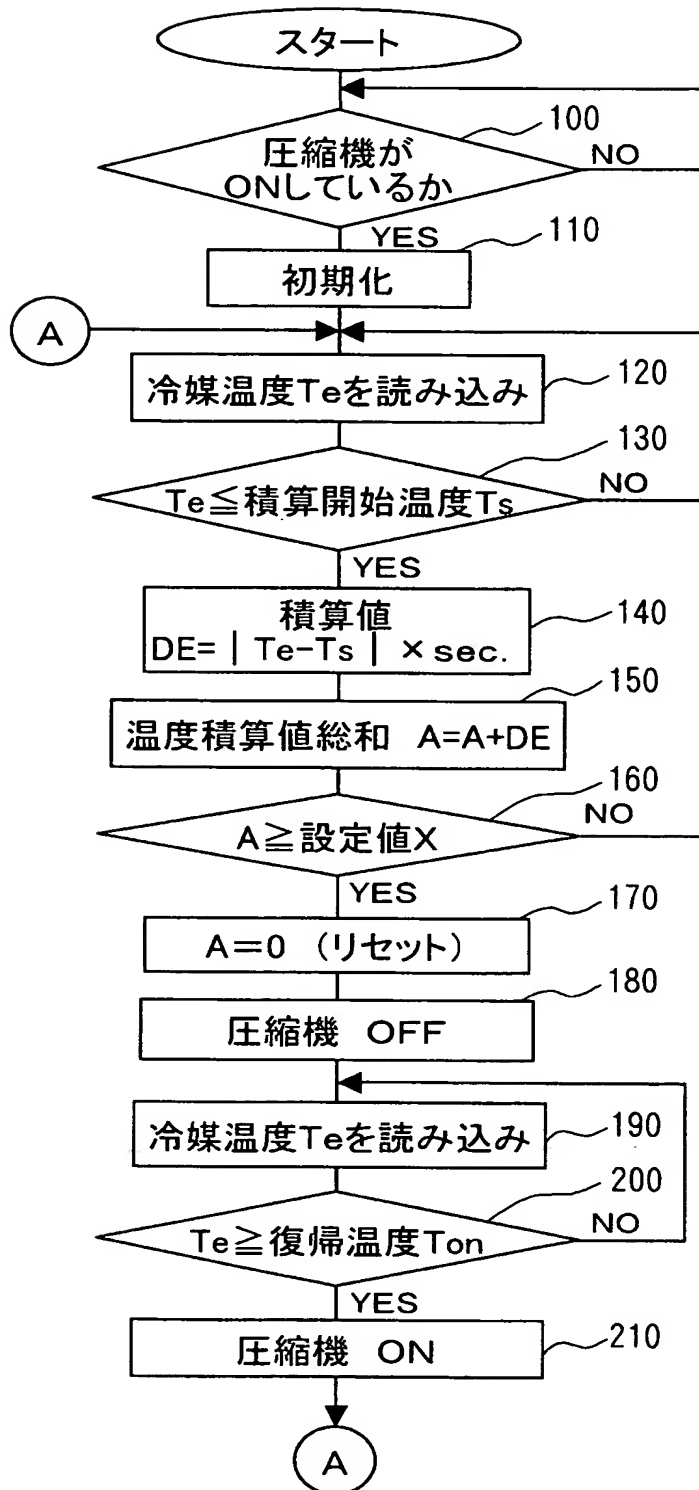 スタート
100
圧縮機が
ONしているか
NO
YES
110
初期化
A
冷媒温度Teを読み込み
120
130
Te≦積算開始温度Ts
NO
YES
積算値
DE=|Te-Ts|×sec.
140
150
温度積算値総和 A=A+DE
160
A≧設定値X
NO
YES
170
A=0 (リセット)
180
圧縮機 OFF
冷媒温度Teを読み込み
190
200
Te≧復帰温度Ton
NO
YES
圧縮機 ON
210
A